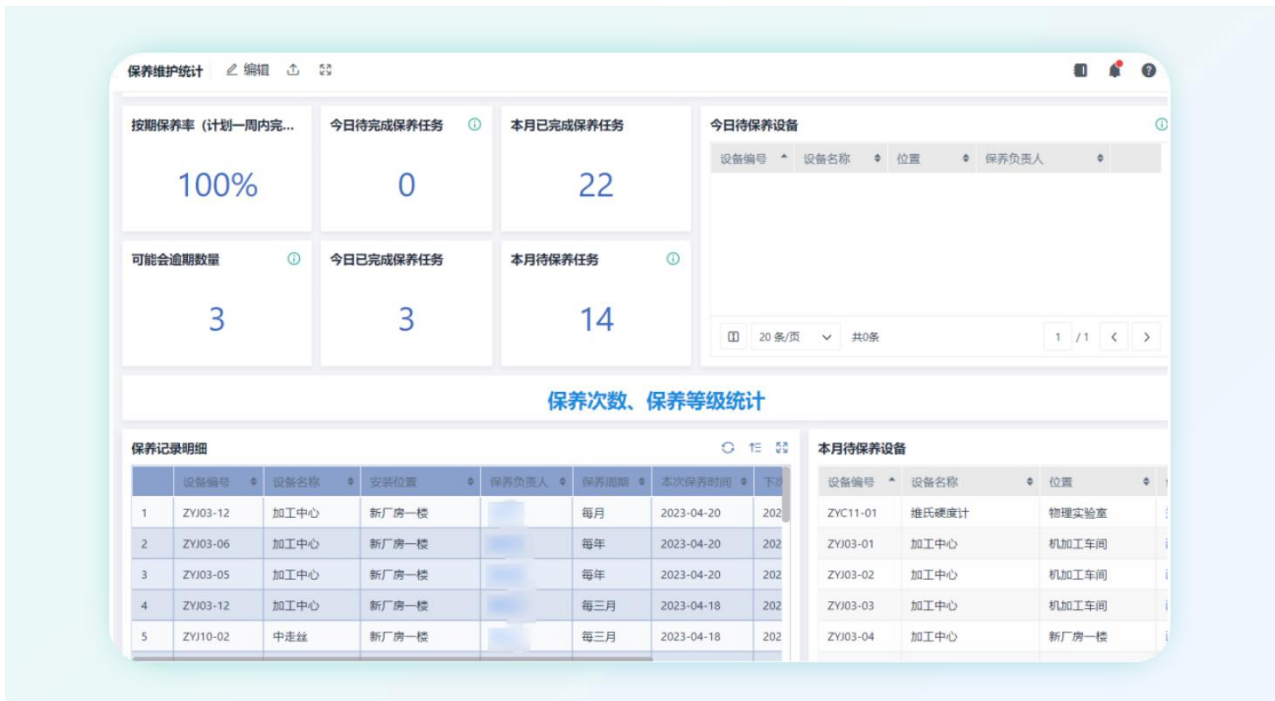 保养维护统计 编辑
按期保养率（计划一周内完... 今日待完成保养任务 本月已完成保养任务 今日待保养设备
设备编号 设备名称 位置 保养负责人
100% 0 22
可能会逾期数量 今日已完成保养任务 本月待保养任务
3 3 14
20 条/页 共0条 1 / 1
保养次数、保养等级统计
保养记录明细 本月待保养设备
设备编号 设备名称 安装位置 保养负责人 保养周期 本次保养时间 下次 设备编号 设备名称 位置
1 ZYJ03-12 加工中心 新厂房一楼 每月 2023-04-20 202 ZYC11-01 维氏硬度计 物理实验室
2 ZYJ03-06 加工中心 新厂房一楼 每年 2023-04-20 202 ZYJ03-01 加工中心 机加工车间
3 ZYJ03-05 加工中心 新厂房一楼 每年 2023-04-20 202 ZYJ03-02 加工中心 机加工车间
4 ZYJ03-12 加工中心 新厂房一楼 每三月 2023-04-18 202 ZYJ03-03 加工中心 机加工车间
5 ZYJ10-02 中走丝 新厂房一楼 每三月 2023-04-18 202 ZYJ03-04 加工中心 新厂房一楼